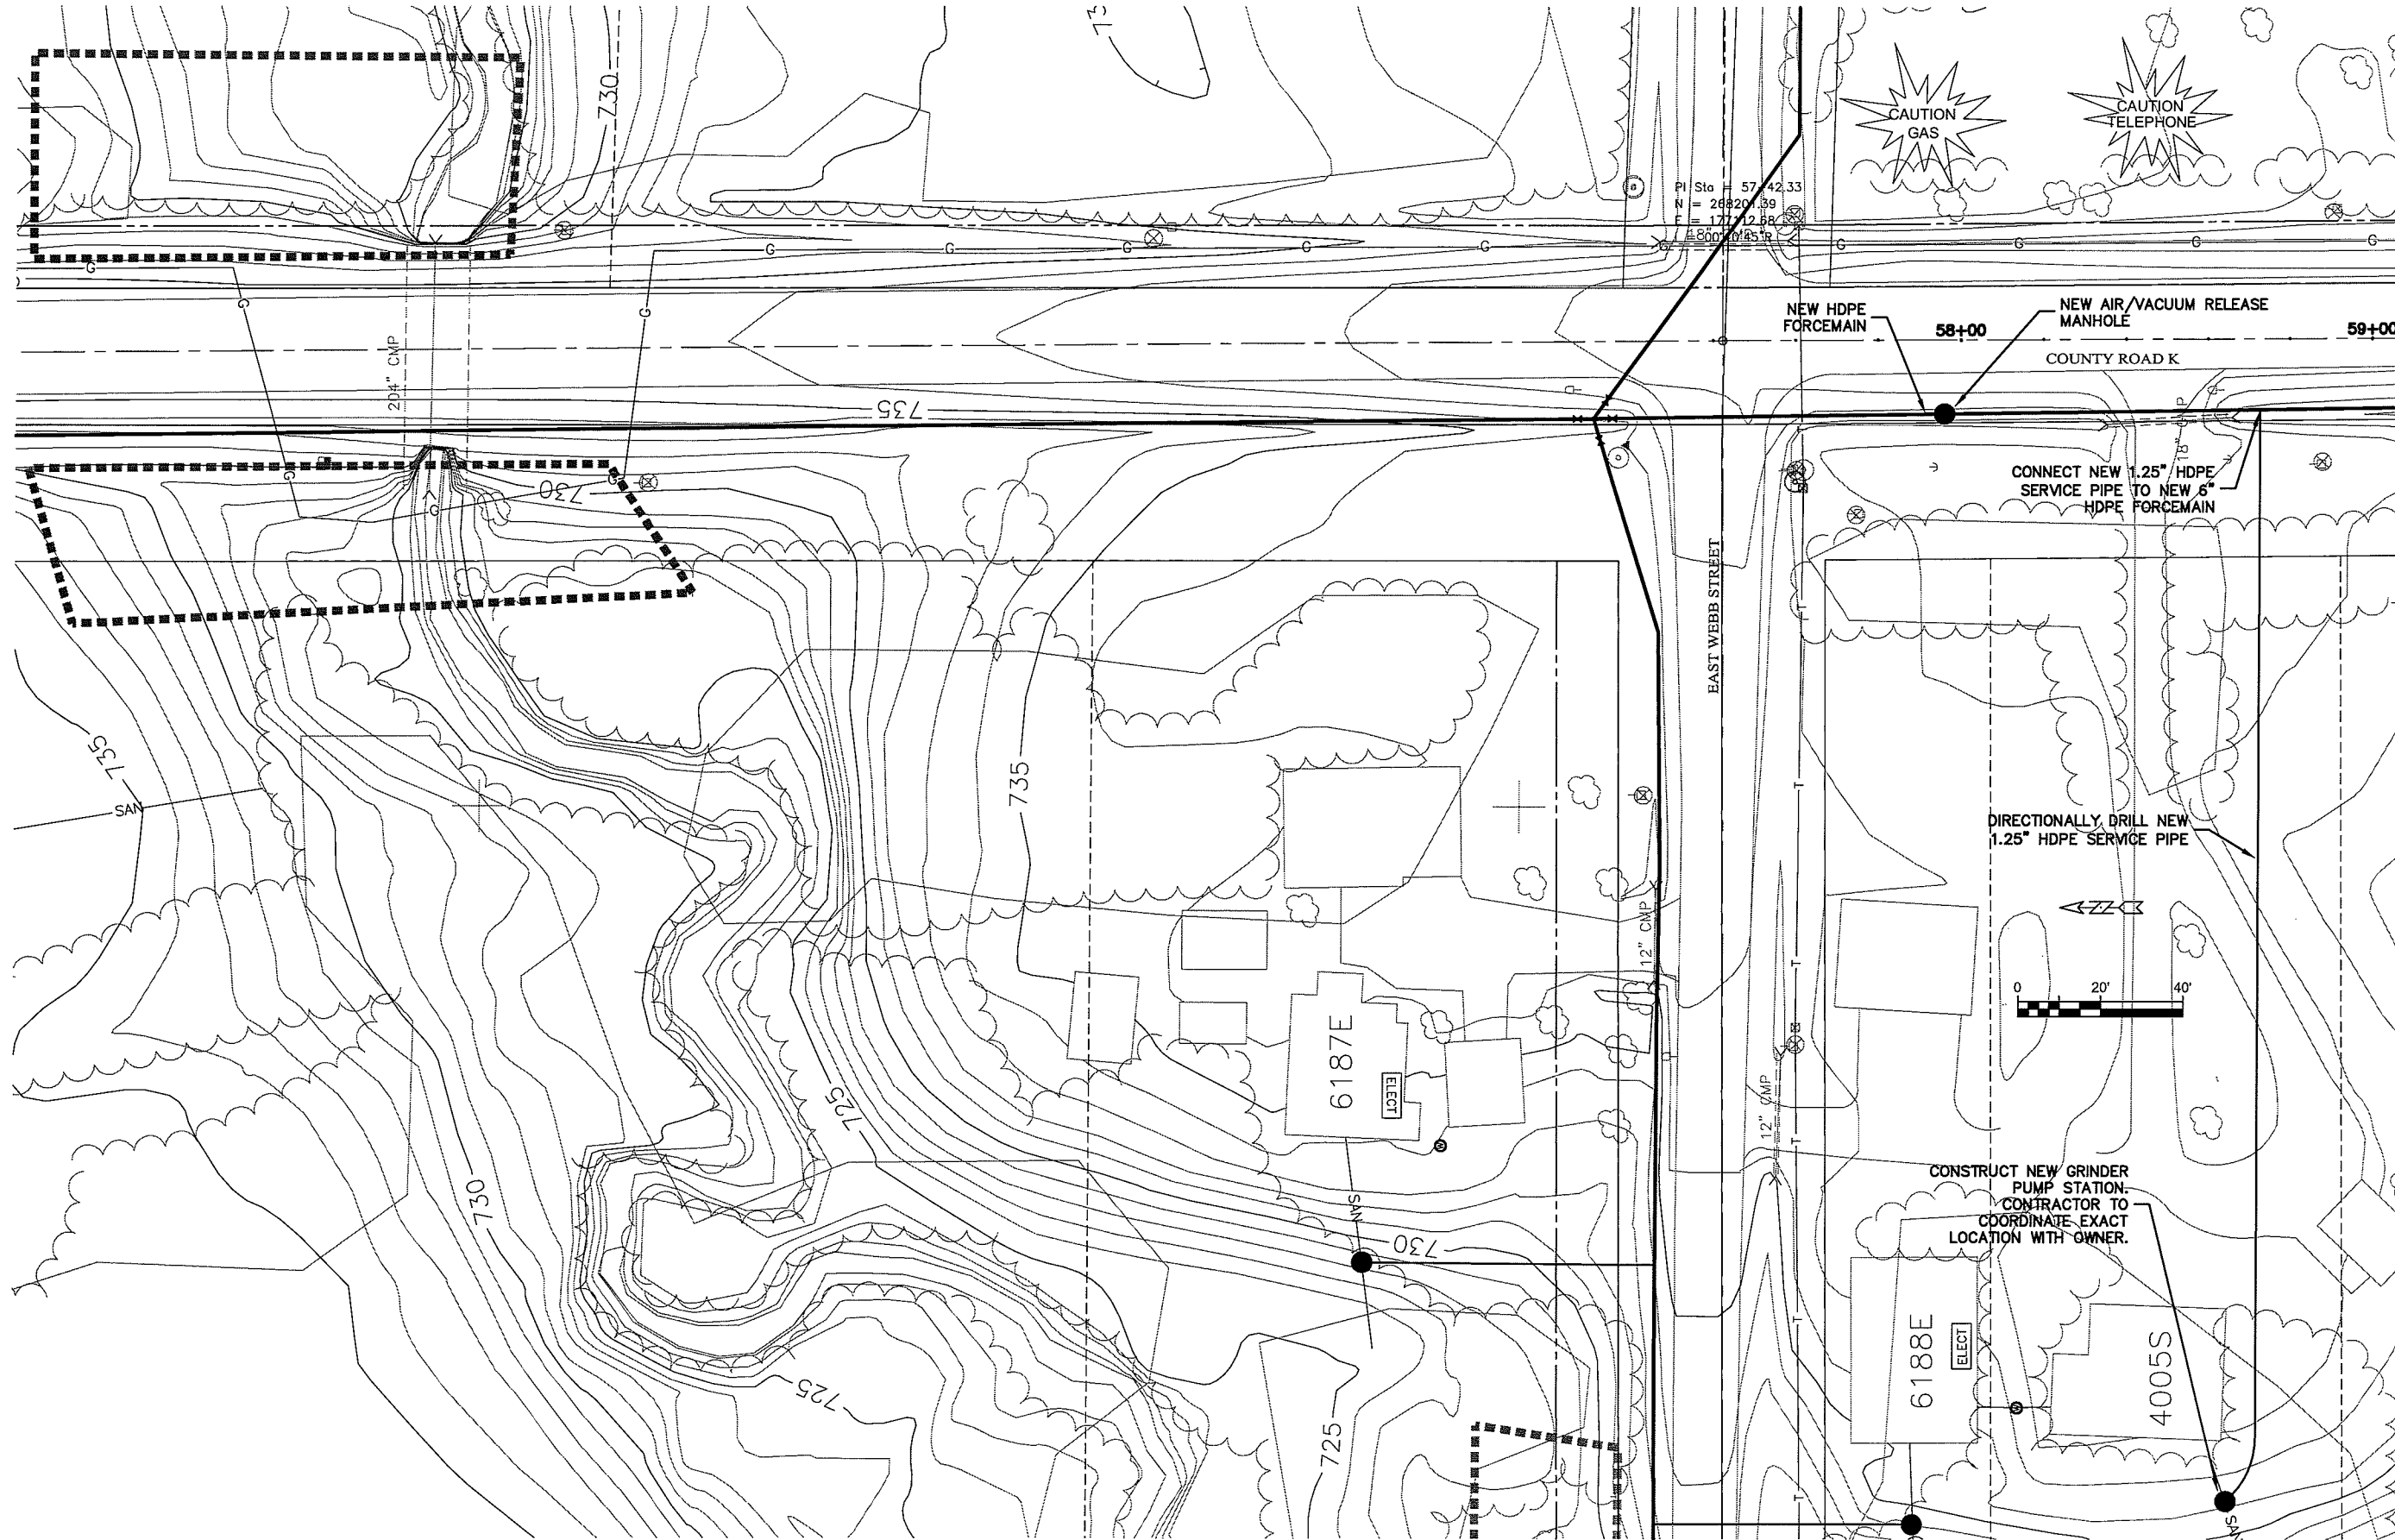 730
CAUTION
GAS
CAUTION
TELEPHONE
PI Sta = 57+42.33
N = 268201.39
E = 177112.68
G
G
G
G
G
G
G
G
G
G
G
G
G
NEW HDPE
FORCEMAIN
58+00
NEW AIR/VACUUM RELEASE
MANHOLE
59+00
COUNTY ROAD K
204" CMP
735
730
CONNECT NEW 1.25" HDPE
SERVICE PIPE TO NEW 6"
HDPE FORCEMAIN
EAST WEBB STREET
735
SAN
735
T
T
T
T
T
T
DIRECTIONALLY DRILL NEW
1.25" HDPE SERVICE PIPE
12" CMP
0 20' 40'
6187E
ELECT
725
12" CMP
730
SAN
730
CONSTRUCT NEW GRINDER
PUMP STATION.
CONTRACTOR TO
COORDINATE EXACT
LOCATION WITH OWNER.
6188E
ELECT
W
W
4005S
725
725
SAN